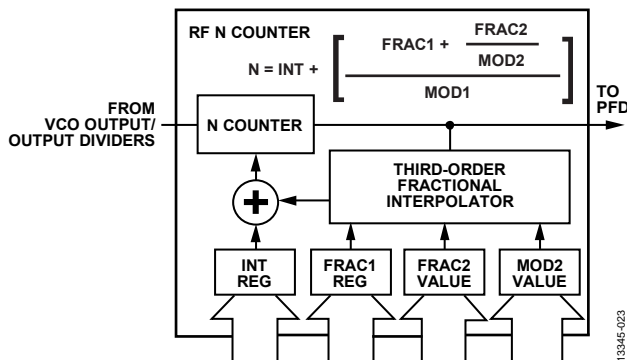 RF N COUNTER
N = INT +
FRAC1 +
FRAC2
MOD2
MOD1
FROM
VCO OUTPUT/
OUTPUT DIVIDERS
N COUNTER
TO
PFD
THIRD-ORDER
FRACTIONAL
INTERPOLATOR
+
INT
REG
FRAC1
REG
FRAC2
VALUE
MOD2
VALUE
13345-023